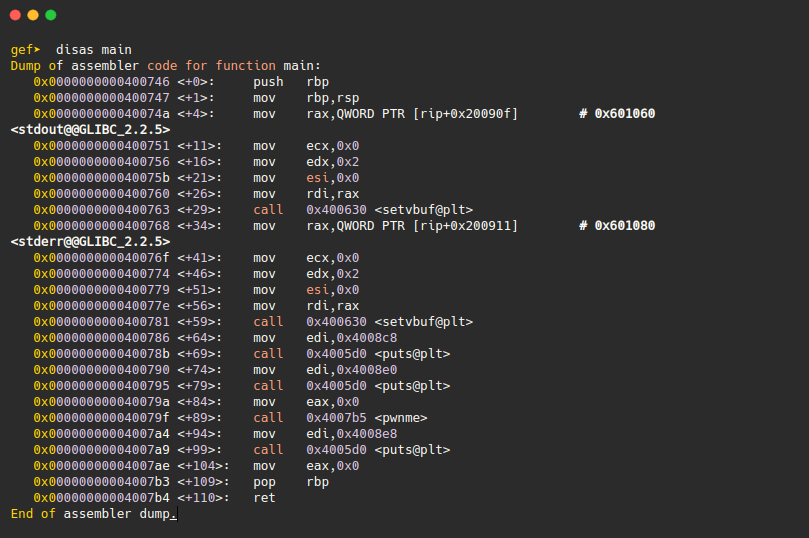 gef➤  disas main
Dump of assembler code for function main:
   0x0000000000400746 <+0>:     push   rbp
   0x0000000000400747 <+1>:     mov    rbp,rsp
   0x000000000040074a <+4>:     mov    rax,QWORD PTR [rip+0x20090f]        # 0x601060
<stdout@@GLIBC_2.2.5>
   0x0000000000400751 <+11>:    mov    ecx,0x0
   0x0000000000400756 <+16>:    mov    edx,0x2
   0x000000000040075b <+21>:    mov    esi,0x0
   0x0000000000400760 <+26>:    mov    rdi,rax
   0x0000000000400763 <+29>:    call   0x400630 <setvbuf@plt>
   0x0000000000400768 <+34>:    mov    rax,QWORD PTR [rip+0x200911]        # 0x601080
<stderr@@GLIBC_2.2.5>
   0x000000000040076f <+41>:    mov    ecx,0x0
   0x0000000000400774 <+46>:    mov    edx,0x2
   0x0000000000400779 <+51>:    mov    esi,0x0
   0x000000000040077e <+56>:    mov    rdi,rax
   0x0000000000400781 <+59>:    call   0x400630 <setvbuf@plt>
   0x0000000000400786 <+64>:    mov    edi,0x4008c8
   0x000000000040078b <+69>:    call   0x4005d0 <puts@plt>
   0x0000000000400790 <+74>:    mov    edi,0x4008e0
   0x0000000000400795 <+79>:    call   0x4005d0 <puts@plt>
   0x000000000040079a <+84>:    mov    eax,0x0
   0x000000000040079f <+89>:    call   0x4007b5 <pwnme>
   0x00000000004007a4 <+94>:    mov    edi,0x4008e8
   0x00000000004007a9 <+99>:    call   0x4005d0 <puts@plt>
   0x00000000004007ae <+104>:   mov    eax,0x0
   0x00000000004007b3 <+109>:   pop    rbp
   0x00000000004007b4 <+110>:   ret
End of assembler dump.